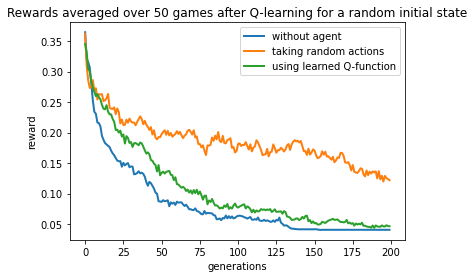 Rewards averaged over 50 games after Q-learning for a random initial state
without agent
taking random actions
using learned Q-function
reward
0.35
0.30
0.25
0.20
0.15
0.10
0.05
0 25 50 75 100 125 150 175 200
generations